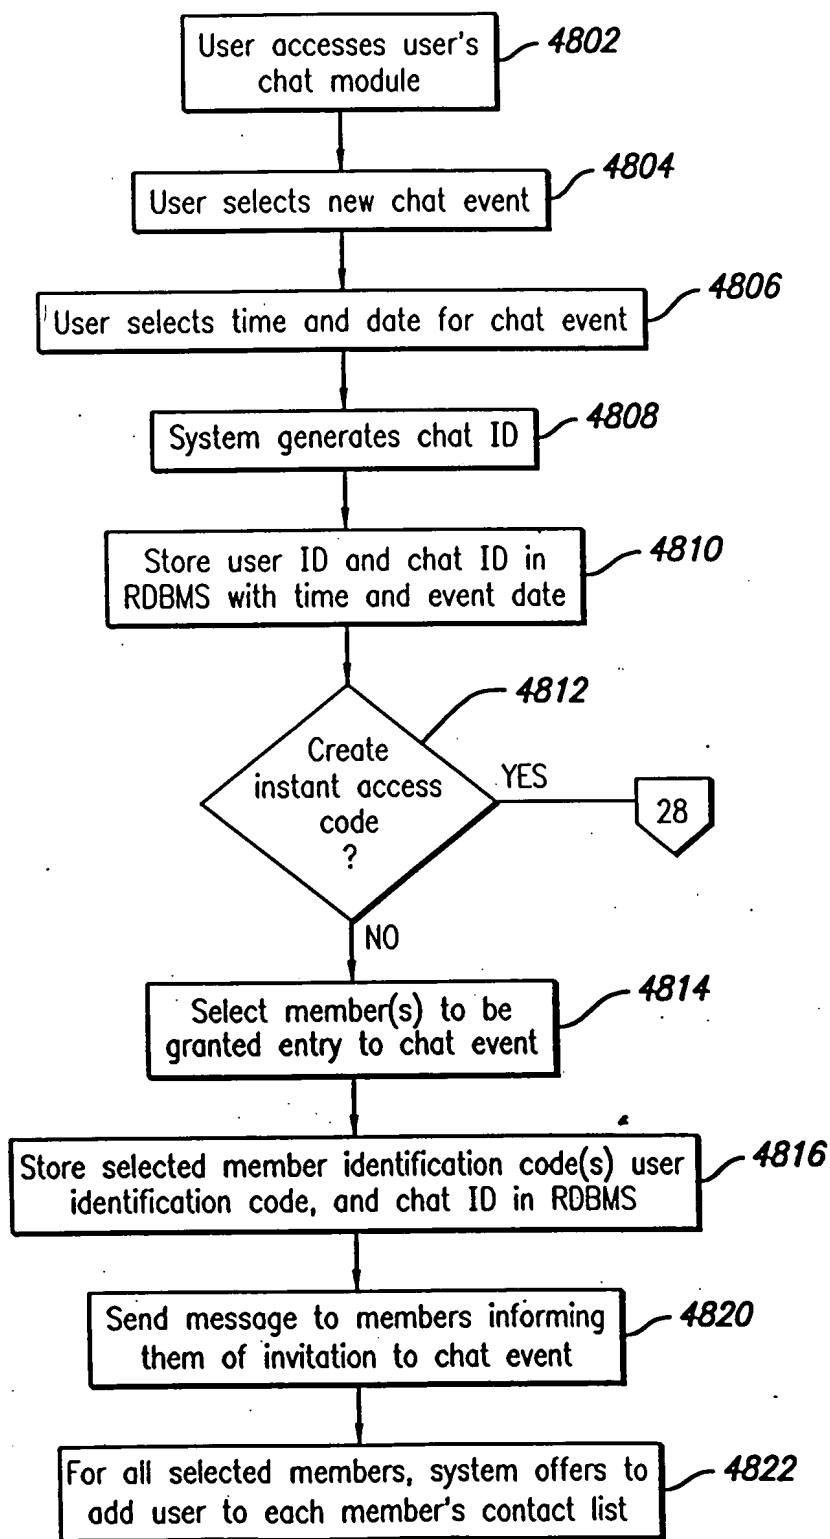 User accesses user's
chat module
4802
User selects new chat event
4804
User selects time and date for chat event
4806
System generates chat ID
4808
Store user ID and chat ID in
RDBMS with time and event date
4810
Create
instant access
code
?
4812
YES
28
NO
Select member(s) to be
granted entry to chat event
4814
Store selected member identification code(s) user
identification code, and chat ID in RDBMS
4816
Send message to members informing
them of invitation to chat event
4820
For all selected members, system offers to
add user to each member's contact list
4822